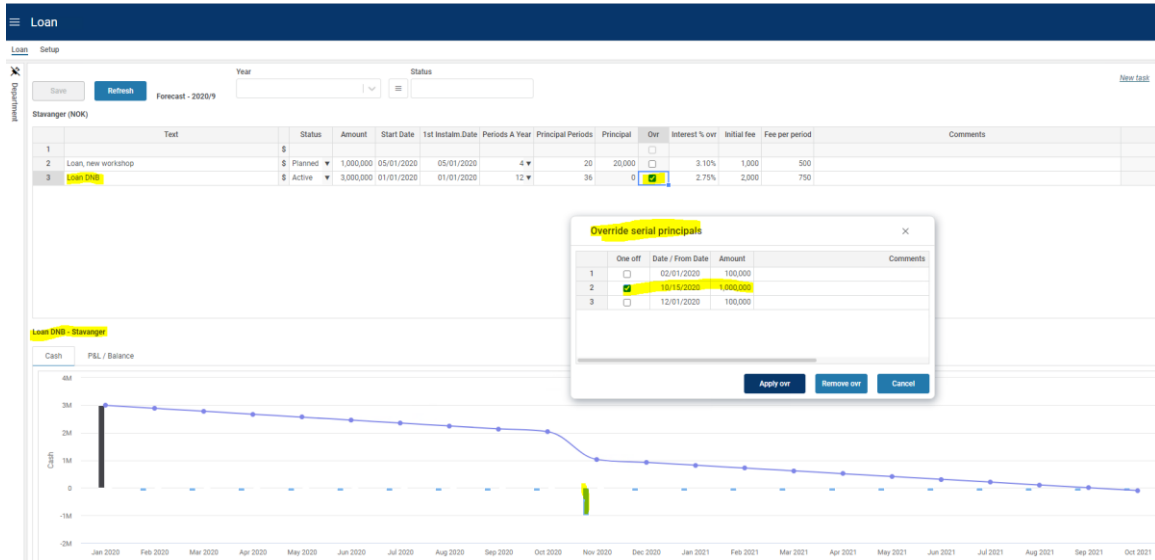 Loan
Loan Setup
Department
Year Status
Save Refresh Forecast - 2020/9
New task
Stavanger (NOK)
Text Status Amount Start Date 1st Instalm.Date Periods A Year Principal Periods Principal Ovr Interest % ovr Initial fee Fee per period Comments
1 $
2 Loan, new workshop $ Planned 1,000,000 05/01/2020 05/01/2020 4 20 20,000 3.10% 1,000 500
3 Loan DNB $ Active 3,000,000 01/01/2020 01/01/2020 12 36 0 2.75% 2,000 750
Override serial principals
One off Date / From Date Amount Comments
1 02/01/2020 100,000
2 10/15/2020 1,000,000
3 12/01/2020 100,000
Apply ovr Remove ovr Cancel
Loan DNB - Stavanger
Cash P&L / Balance
4M
3M
2M
1M
0
-1M
-2M
Cash
Jan 2020 Feb 2020 Mar 2020 Apr 2020 May 2020 Jun 2020 Jul 2020 Aug 2020 Sep 2020 Oct 2020 Nov 2020 Dec 2020 Jan 2021 Feb 2021 Mar 2021 Apr 2021 May 2021 Jun 2021 Jul 2021 Aug 2021 Sep 2021 Oct 2021